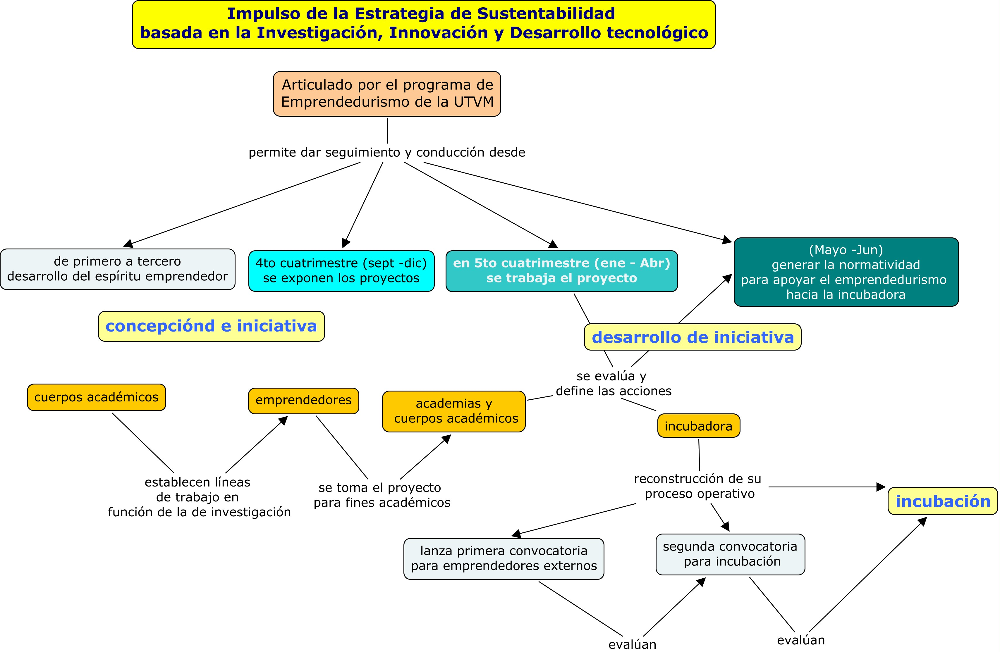 Impulso de la Estrategia de Sustentabilidad
basada en la Investigación, Innovación y Desarrollo tecnológico
Articulado por el programa de
Emprendedurismo de la UTVM
permite dar seguimiento y conducción desde
de primero a tercero
desarrollo del espíritu emprendedor
4to cuatrimestre (sept -dic)
se exponen los proyectos
en 5to cuatrimestre (ene - Abr)
se trabaja el proyecto
(Mayo -Jun)
generar la normatividad
para apoyar el emprendedurismo
hacia la incubadora
concepciónd e iniciativa
desarrollo de iniciativa
se evalúa y
define las acciones
cuerpos académicos
emprendedores
academias y
cuerpos académicos
incubadora
establecen líneas
de trabajo en
función de la de investigación
se toma el proyecto
para fines académicos
reconstrucción de su
proceso operativo
incubación
lanza primera convocatoria
para emprendedores externos
segunda convocatoria
para incubación
evalúan
evalúan